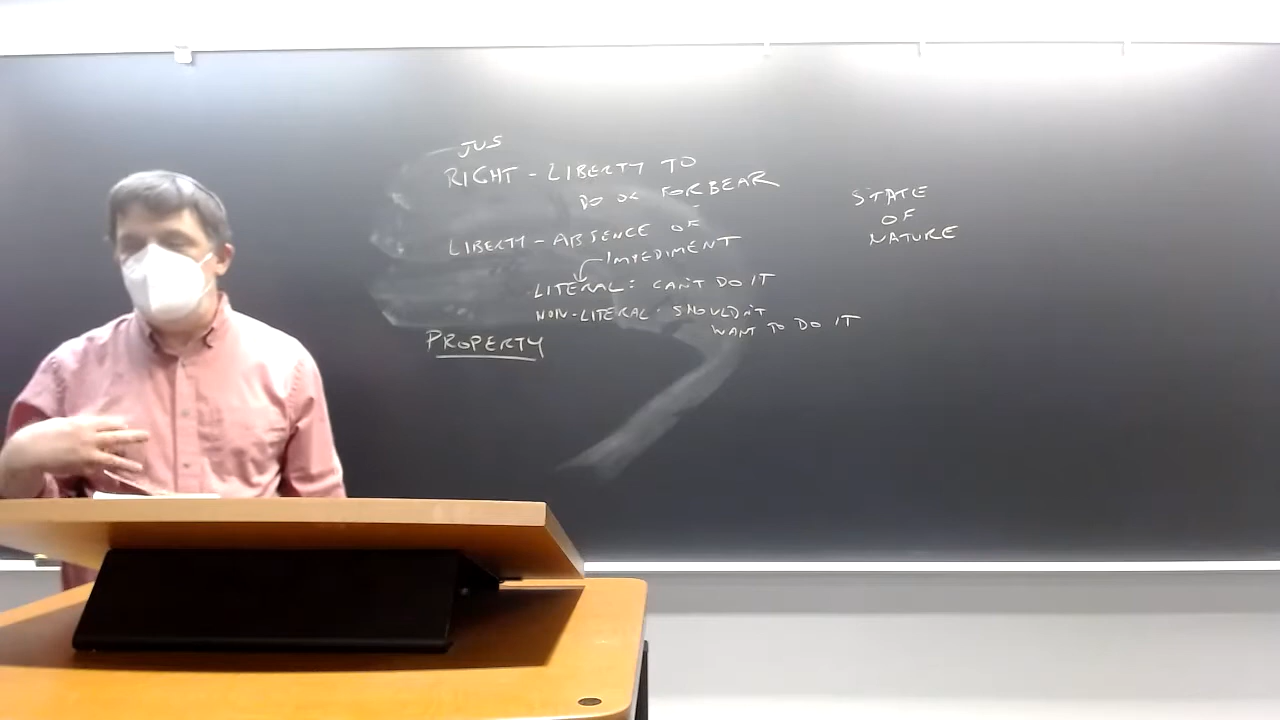 JUS
RIGHT - LIBERTY TO
DO OR FORBEAR
LIBERTY - ABSENCE OF
IMPEDIMENT
LITERAL: CAN'T DO IT
NON-LITERAL: SHOULDN'T
WANT TO DO IT
PROPERTY
STATE
OF
NATURE